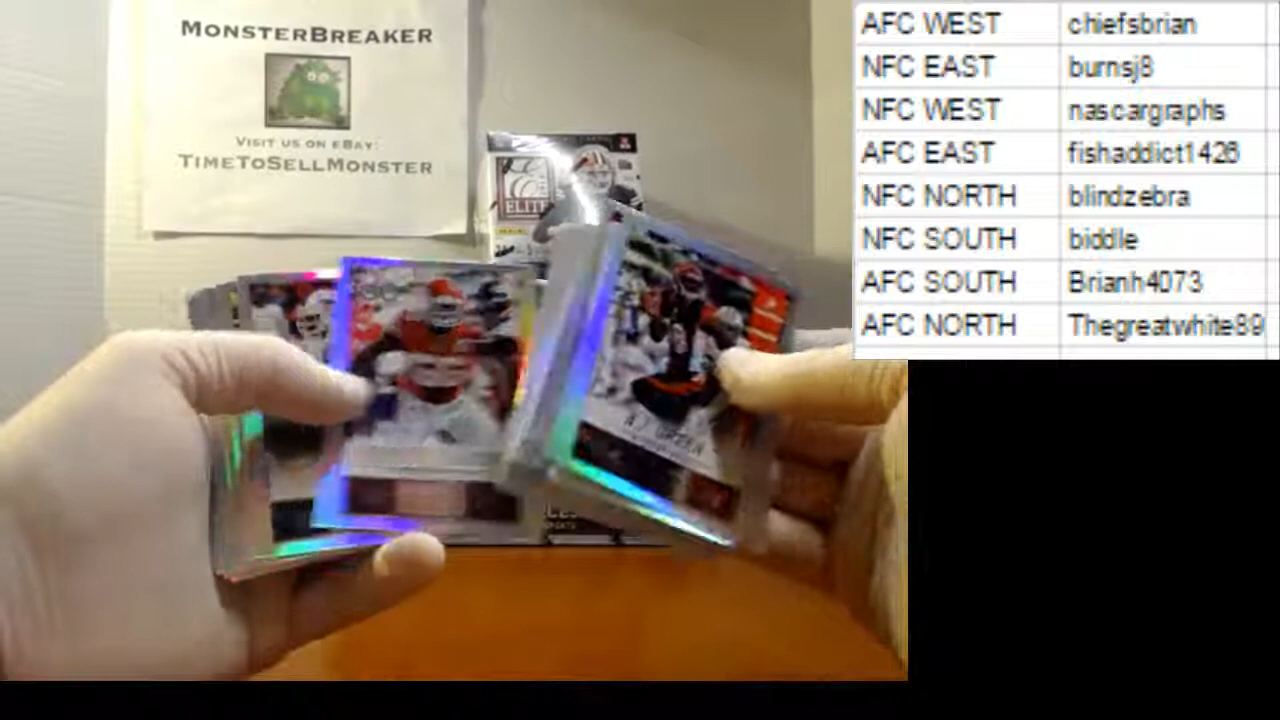 MONSTERBREAKER
VISIT US ON EBAY:
TIMETOSELLMONSTER
ELITE
A.J. GREEN
AFC WEST chiefsbrian
NFC EAST burnsj8
NFC WEST nascargraphs
AFC EAST fishaddict1426
NFC NORTH blindzebra
NFC SOUTH biddle
AFC SOUTH Brianh4073
AFC NORTH Thegreatwhite89